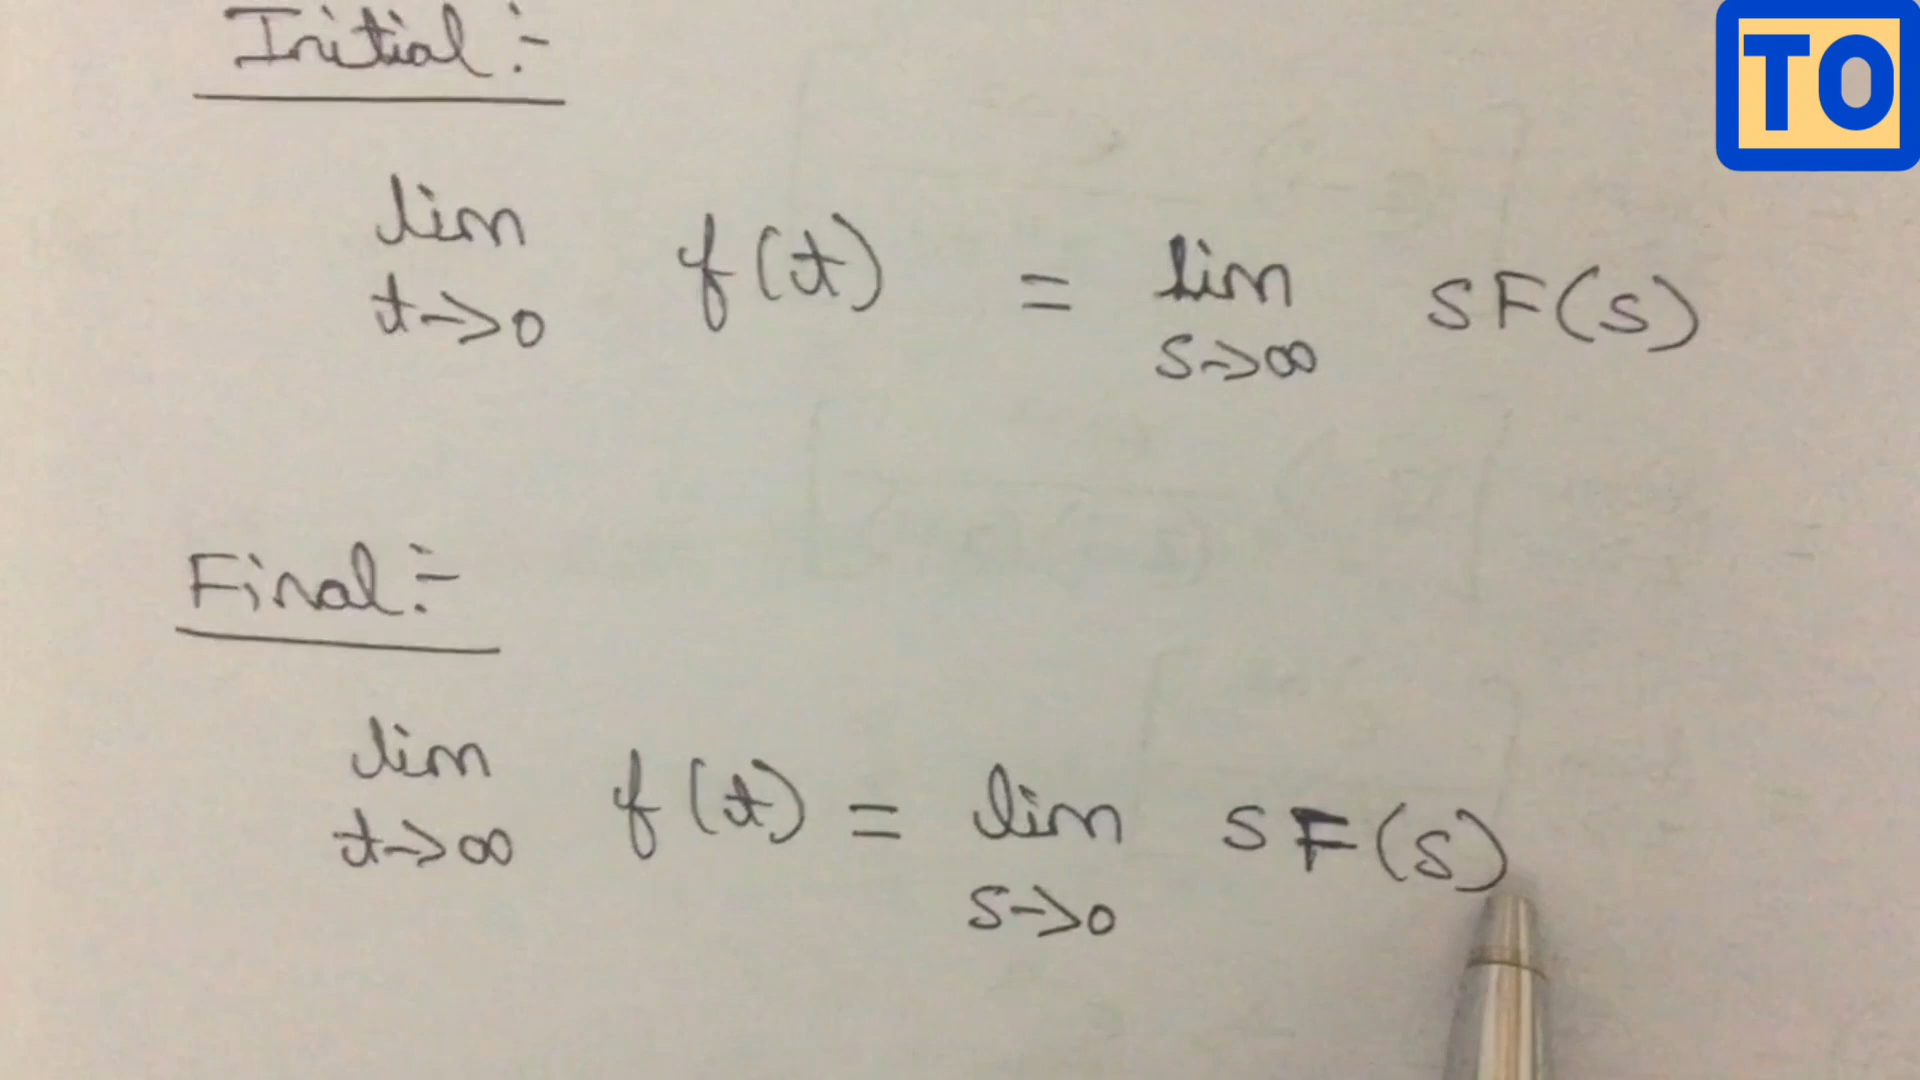 Initial :-
TO
lim f(t) = lim sF(s)
t->0 s->∞
Final :-
lim f(t) = lim sF(s)
t->∞ s->0